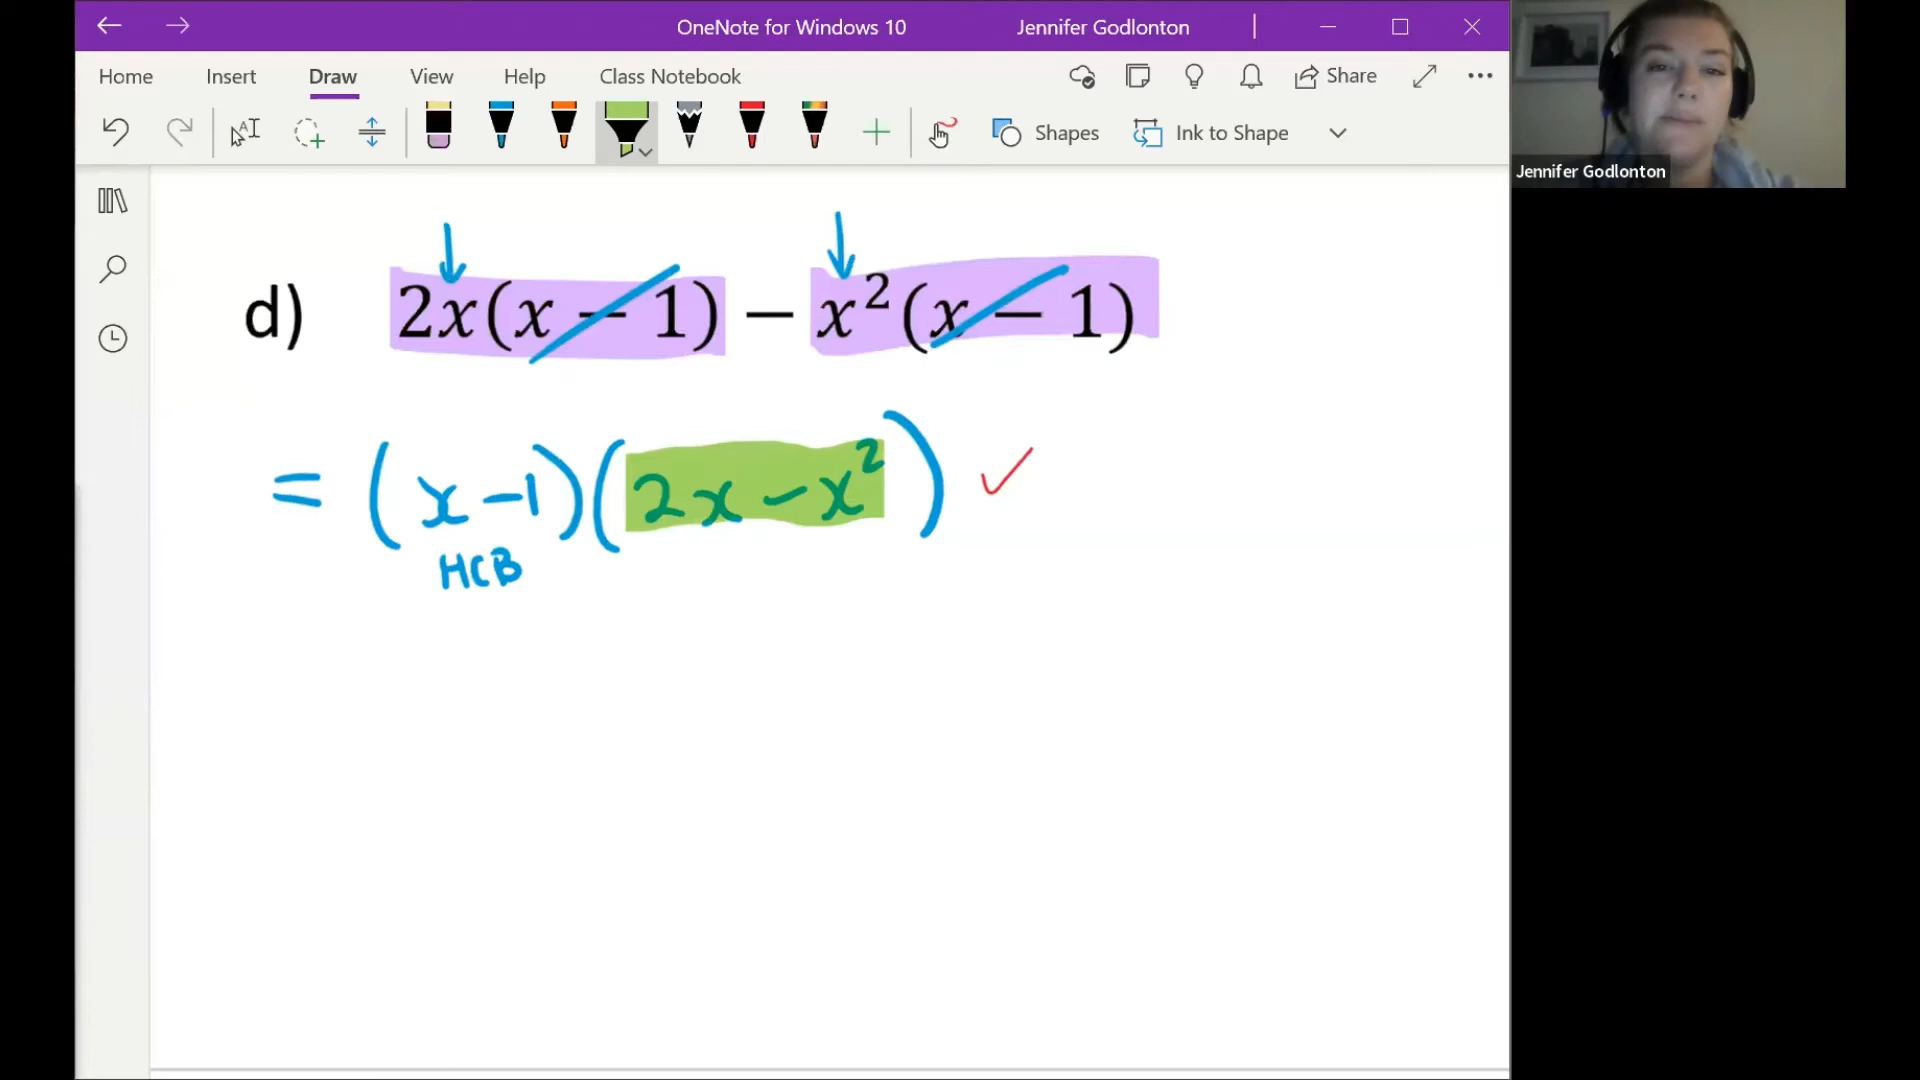 OneNote for Windows 10
Jennifer Godlonton
Home Insert Draw View Help Class Notebook Share
Shapes Ink to Shape
Jennifer Godlonton
d) 2x(x − 1) − x²(x − 1)
= (x − 1)(2x − x²) ✓
HCB